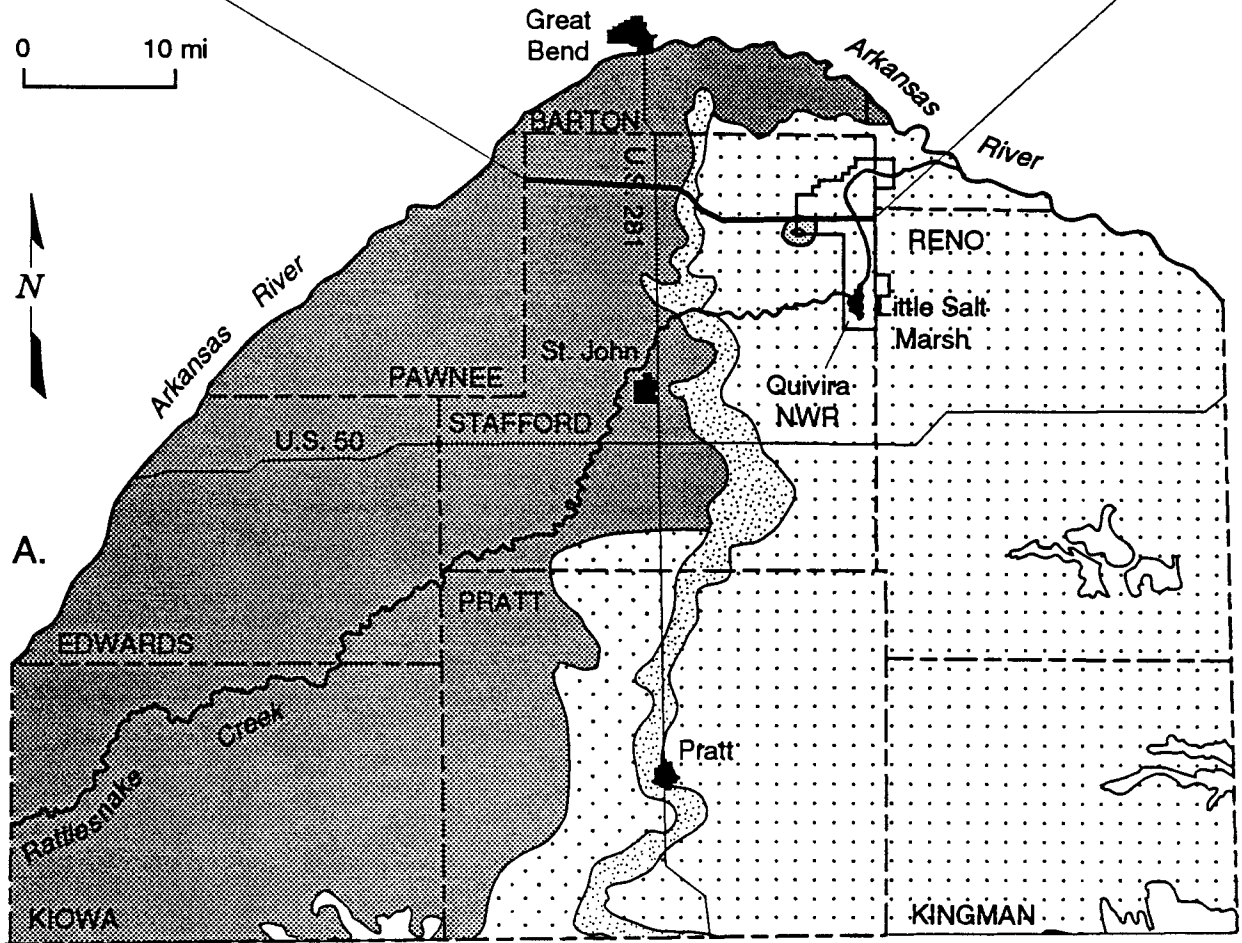 Great
Bend
0 10 mi
Arkansas
River
BARTON
U.S. 281
N
RENO
Arkansas River
Little Salt
Marsh
St. John
PAWNEE
Quivira
NWR
STAFFORD
U.S. 50
A.
PRATT
EDWARDS
Rattlesnake Creek
Pratt
KIOWA
KINGMAN